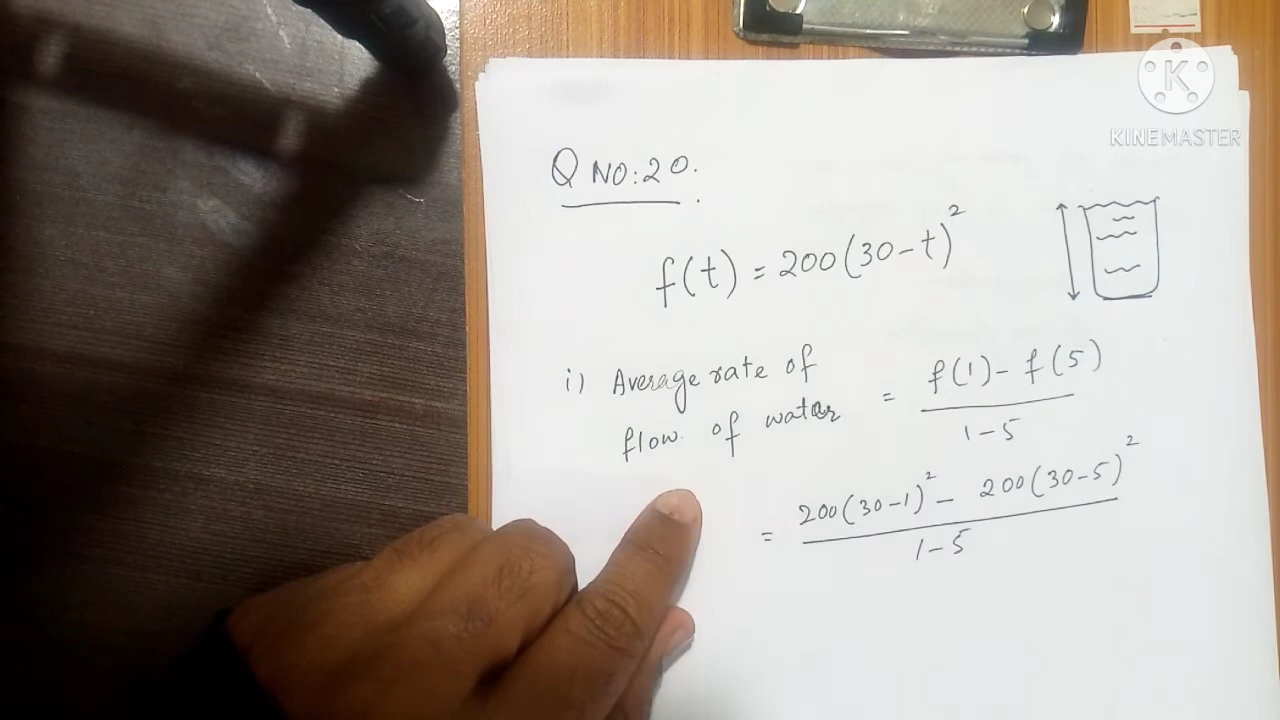 K
KINEMASTER
Q NO:20.
f(t) = 200(30-t)²
i) Average rate of flow of water = f(1) - f(5) / 1-5
= 200(30-1)² - 200(30-5)² / 1-5